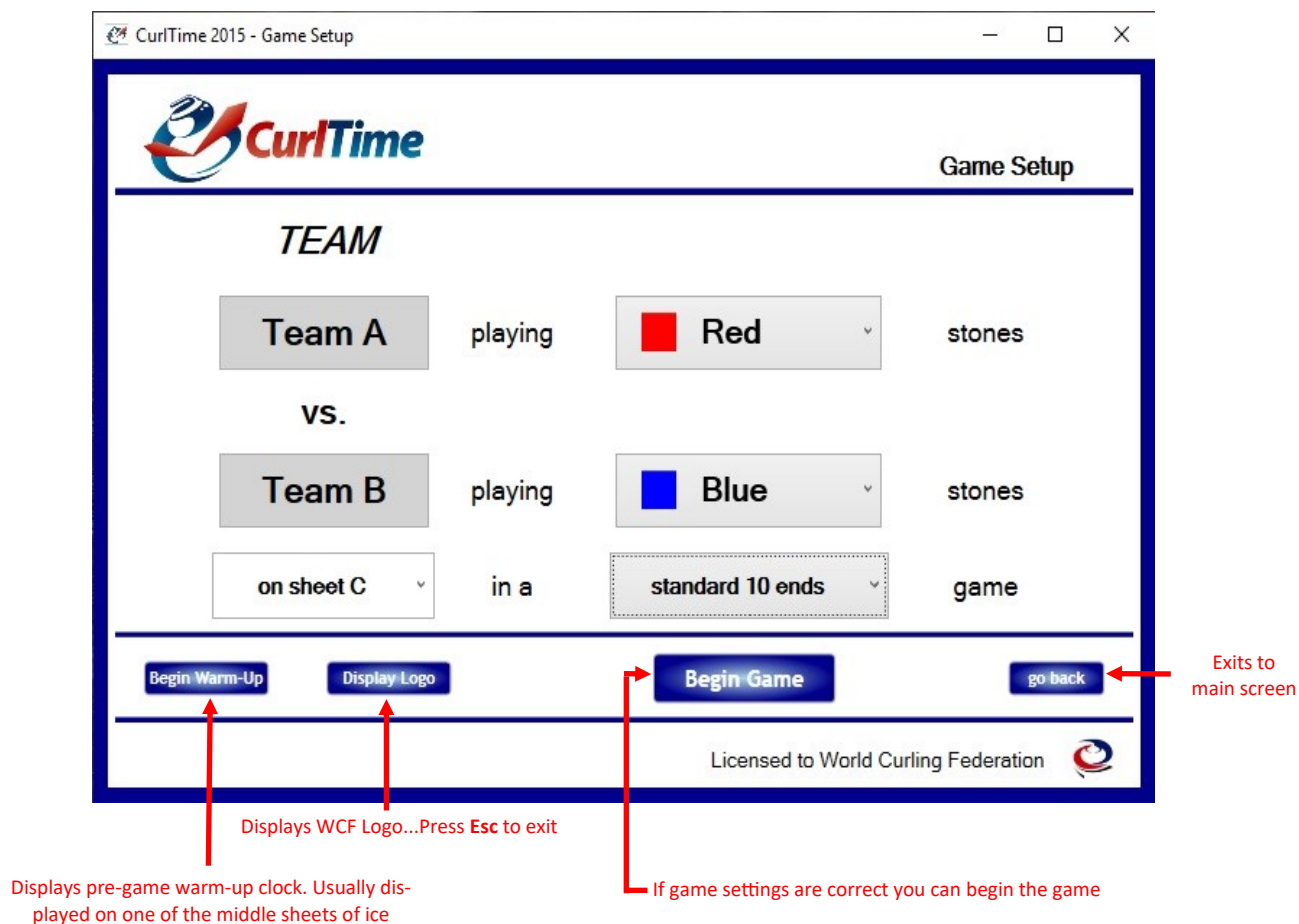 CurlTime 2015 - Game Setup
CurlTime
Game Setup
TEAM
Team A playing Red stones
vs.
Team B playing Blue stones
on sheet C in a standard 10 ends game
Begin Warm-Up Display Logo Begin Game go back
Exits to
main screen
Licensed to World Curling Federation
Displays WCF Logo...Press Esc to exit
Displays pre-game warm-up clock. Usually dis-
played on one of the middle sheets of ice
If game settings are correct you can begin the game